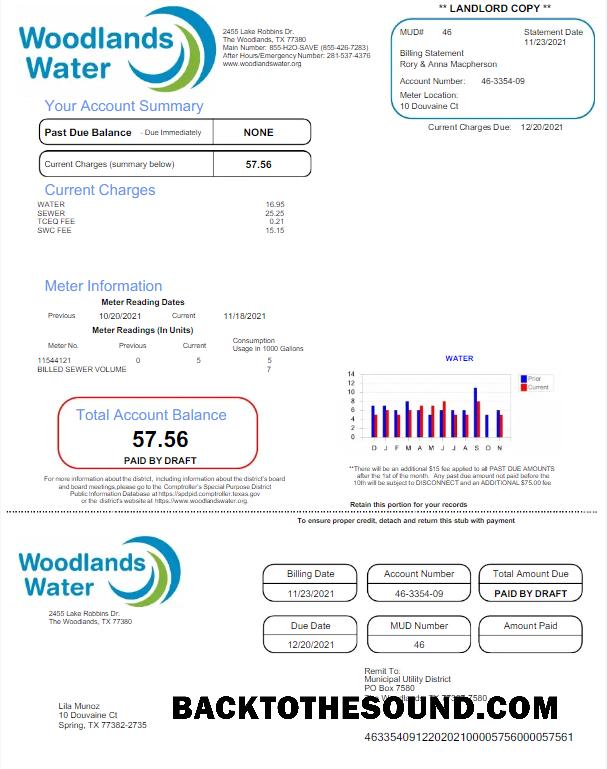 ** LANDLORD COPY **
Woodlands
Water
2455 Lake Robbins Dr.
The Woodlands, TX 77380
Main Number: 855-H2O-SAVE (855-426-7283)
After Hours/Emergency Number: 281-537-4376
www.woodlandswater.org
MUD# 46 Statement Date
11/23/2021
Billing Statement
Rory & Anna Macpherson
Account Number: 46-3354-09
Meter Location:
10 Douvaine Ct
Current Charges Due: 12/20/2021
Your Account Summary
Past Due Balance - Due Immediately NONE
Current Charges (summary below) 57.56
Current Charges
WATER 16.95
SEWER 25.25
TCEQ FEE 0.21
SWC FEE 15.15
Meter Information
Meter Reading Dates
Previous 10/20/2021 Current 11/18/2021
Meter Readings (In Units)
Meter No. Previous Current Consumption
Usage in 1000 Gallons
11544121 0 5 5
BILLED SEWER VOLUME 7
WATER
14
12
10
8
6
4
2
0
D J F M A M J J A S O N
Prior
Current
Total Account Balance
57.56
PAID BY DRAFT
For more information about the district, including information about the district's board
and board meetings, please go to the Comptroller's Special Purpose District
Public Information Database at https://spdpid.comptroller.texas.gov
or the district's website at https://www.woodlandswater.org.
**There will be an additional $15 fee applied to all PAST DUE AMOUNTS
after the 1st of the month. Any past due amount not paid before the
10th will be subject to DISCONNECT and an ADDITIONAL $75.00 fee
Retain this portion for your records
To ensure proper credit, detach and return this stub with payment
Woodlands
Water
2455 Lake Robbins Dr.
The Woodlands, TX 77380
Billing Date Account Number Total Amount Due
11/23/2021 46-3354-09 PAID BY DRAFT
Due Date MUD Number Amount Paid
12/20/2021 46
Remit To:
Municipal Utility District
PO Box 7580
The Woodlands, TX 77387-7580
Lila Munoz
10 Douvaine Ct
Spring, TX 77382-2735
BACKTOTHESOUND.COM
463354091220202100005756000057561